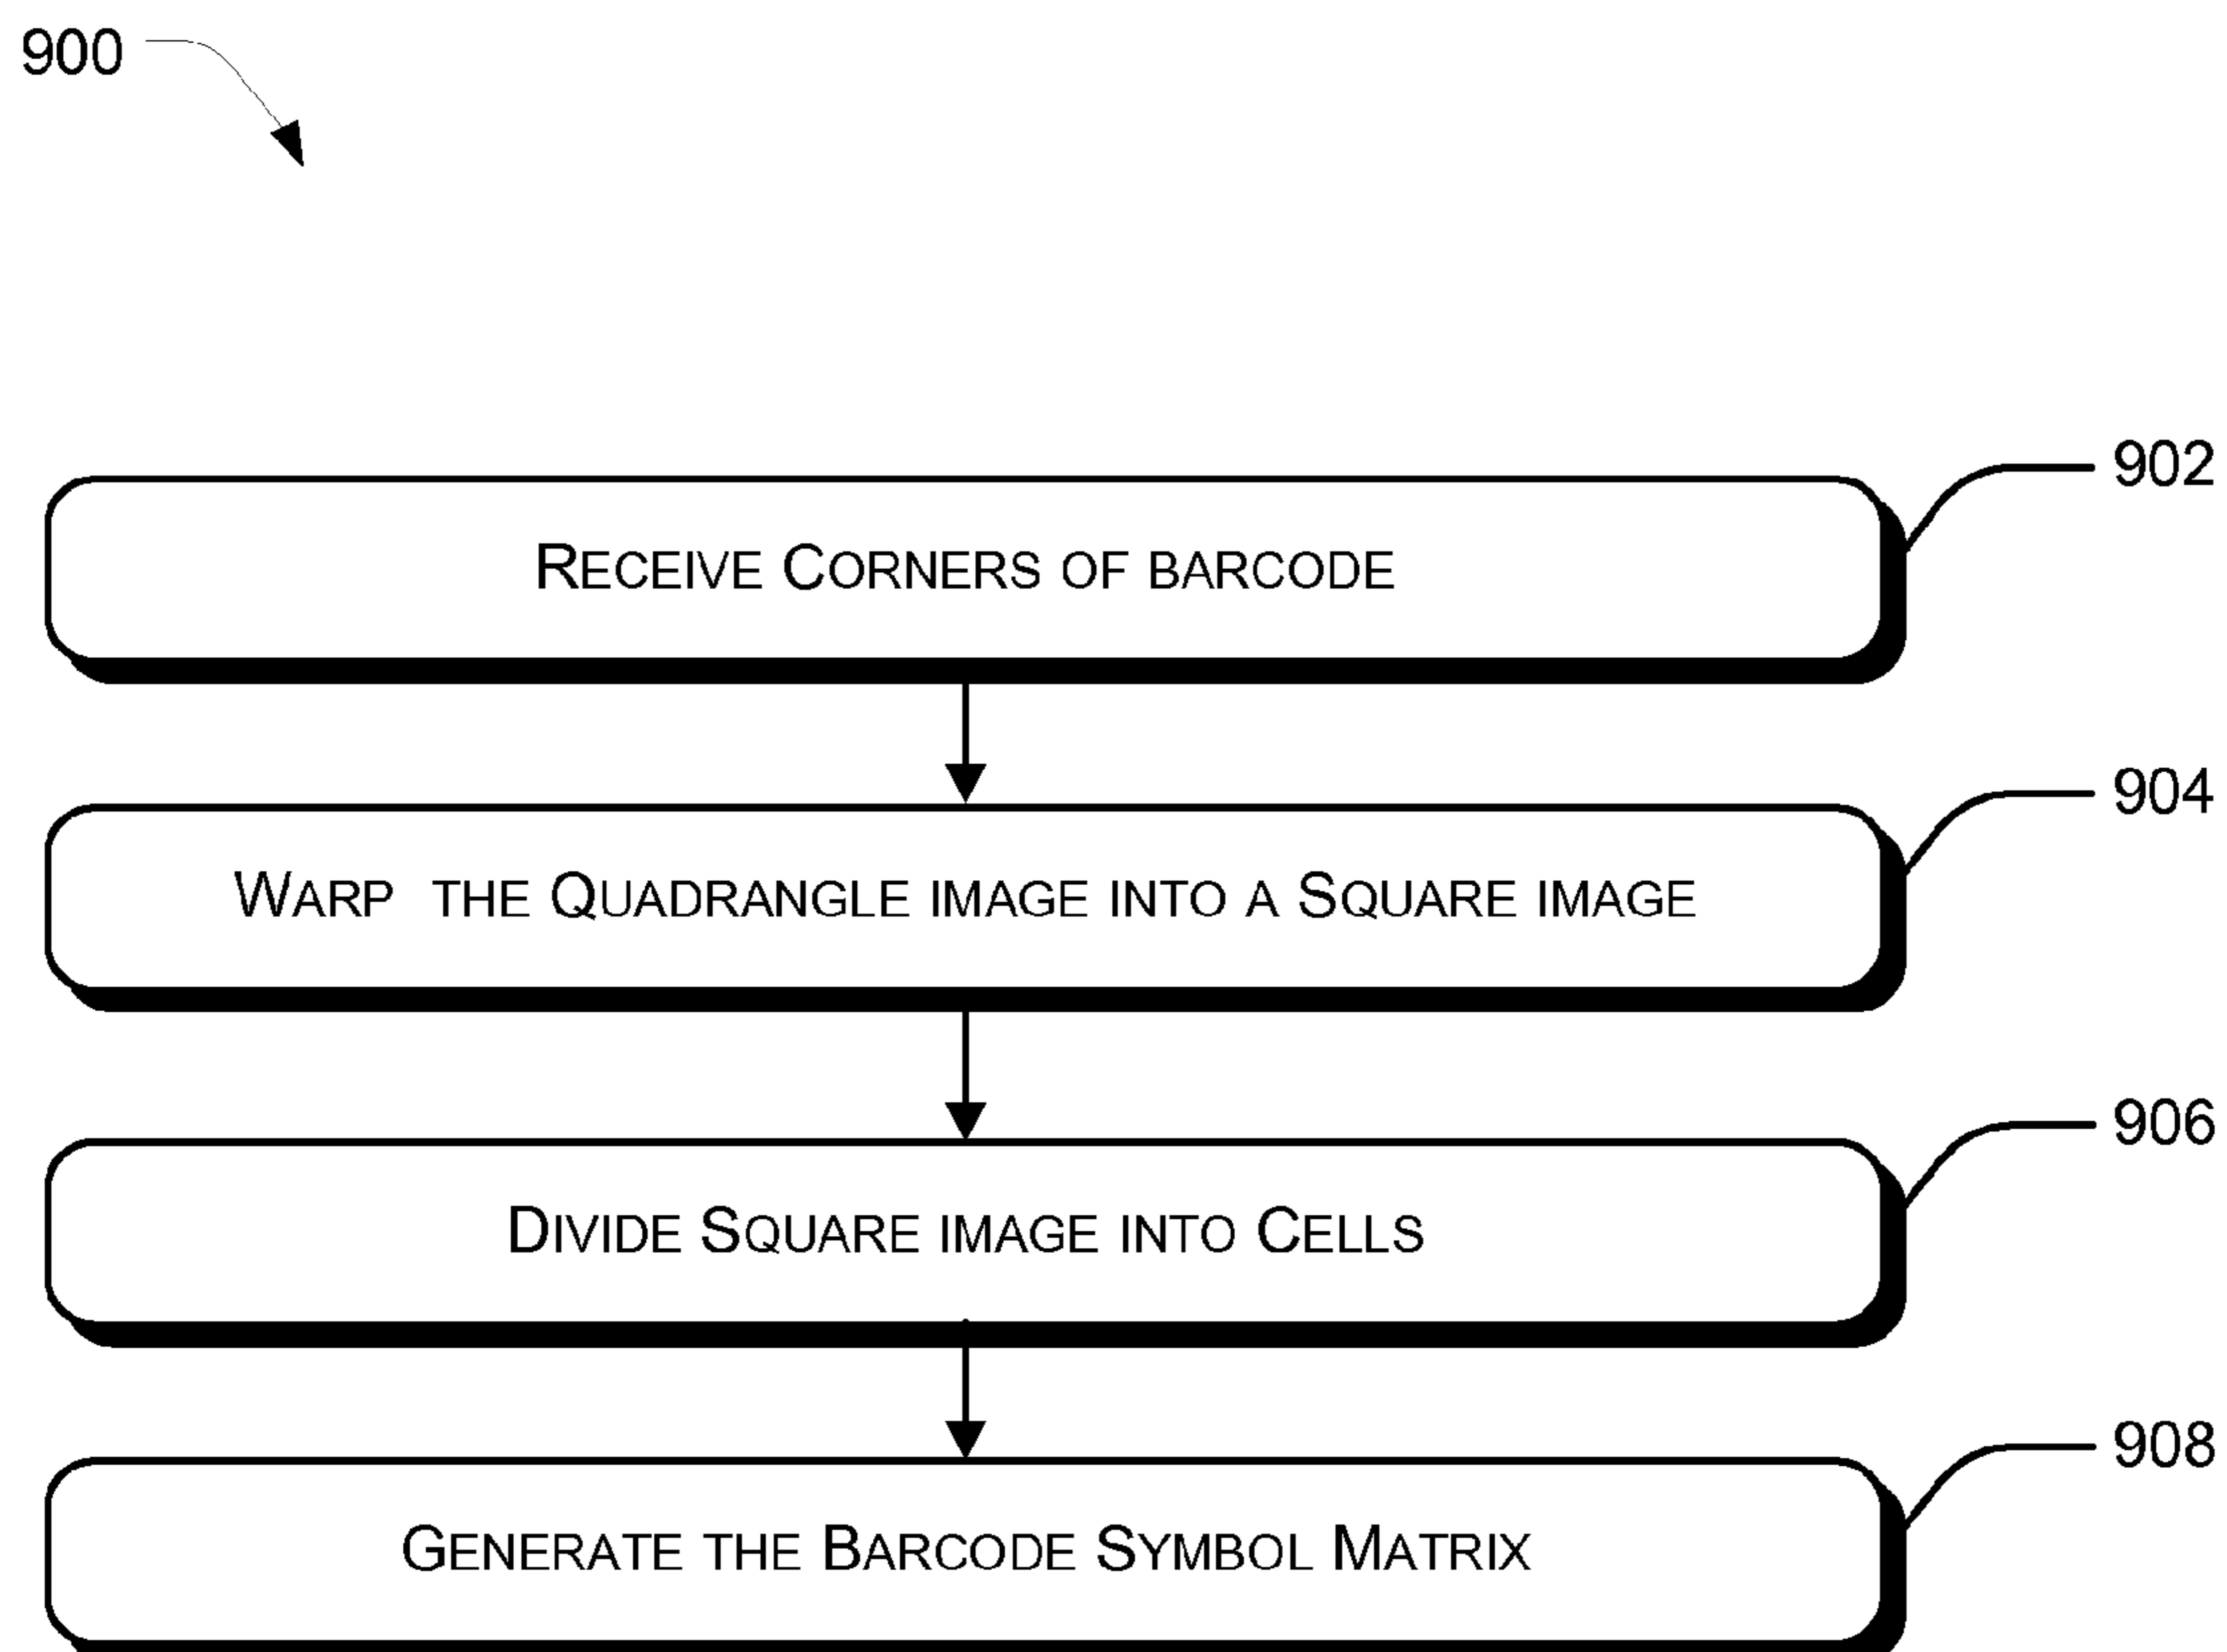 900
902
RECEIVE CORNERS OF BARCODE
904
WARP THE QUADRANGLE IMAGE INTO A SQUARE IMAGE
906
DIVIDE SQUARE IMAGE INTO CELLS
908
GENERATE THE BARCODE SYMBOL MATRIX